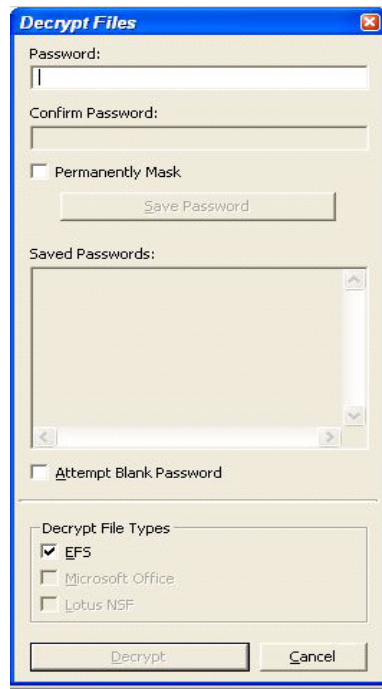 Decrypt Files
Password:
Confirm Password:
Permanently Mask
Save Password
Saved Passwords:
Attempt Blank Password
Decrypt File Types
EFS
Microsoft Office
Lotus NSF
Decrypt Cancel